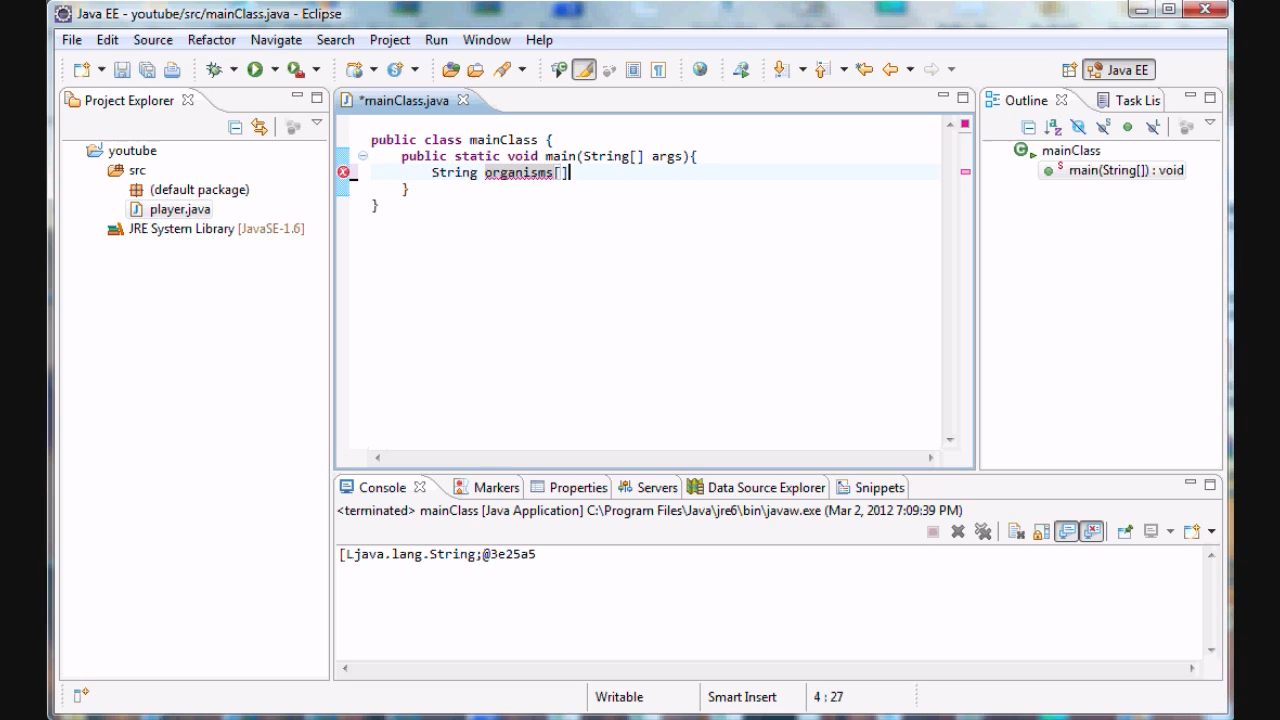 Java EE - youtube/src/mainClass.java - Eclipse
File Edit Source Refactor Navigate Search Project Run Window Help
Java EE
Project Explorer
youtube
src
(default package)
player.java
JRE System Library [JavaSE-1.6]
*mainClass.java
public class mainClass {
public static void main(String[] args){
String organisms[]
}
}
Outline Task Lis
mainClass
main(String[]) : void
Console Markers Properties Servers Data Source Explorer Snippets
<terminated> mainClass [Java Application] C:\Program Files\Java\jre6\bin\javaw.exe (Mar 2, 2012 7:09:39 PM)
[Ljava.lang.String;@3e25a5
Writable Smart Insert 4 : 27